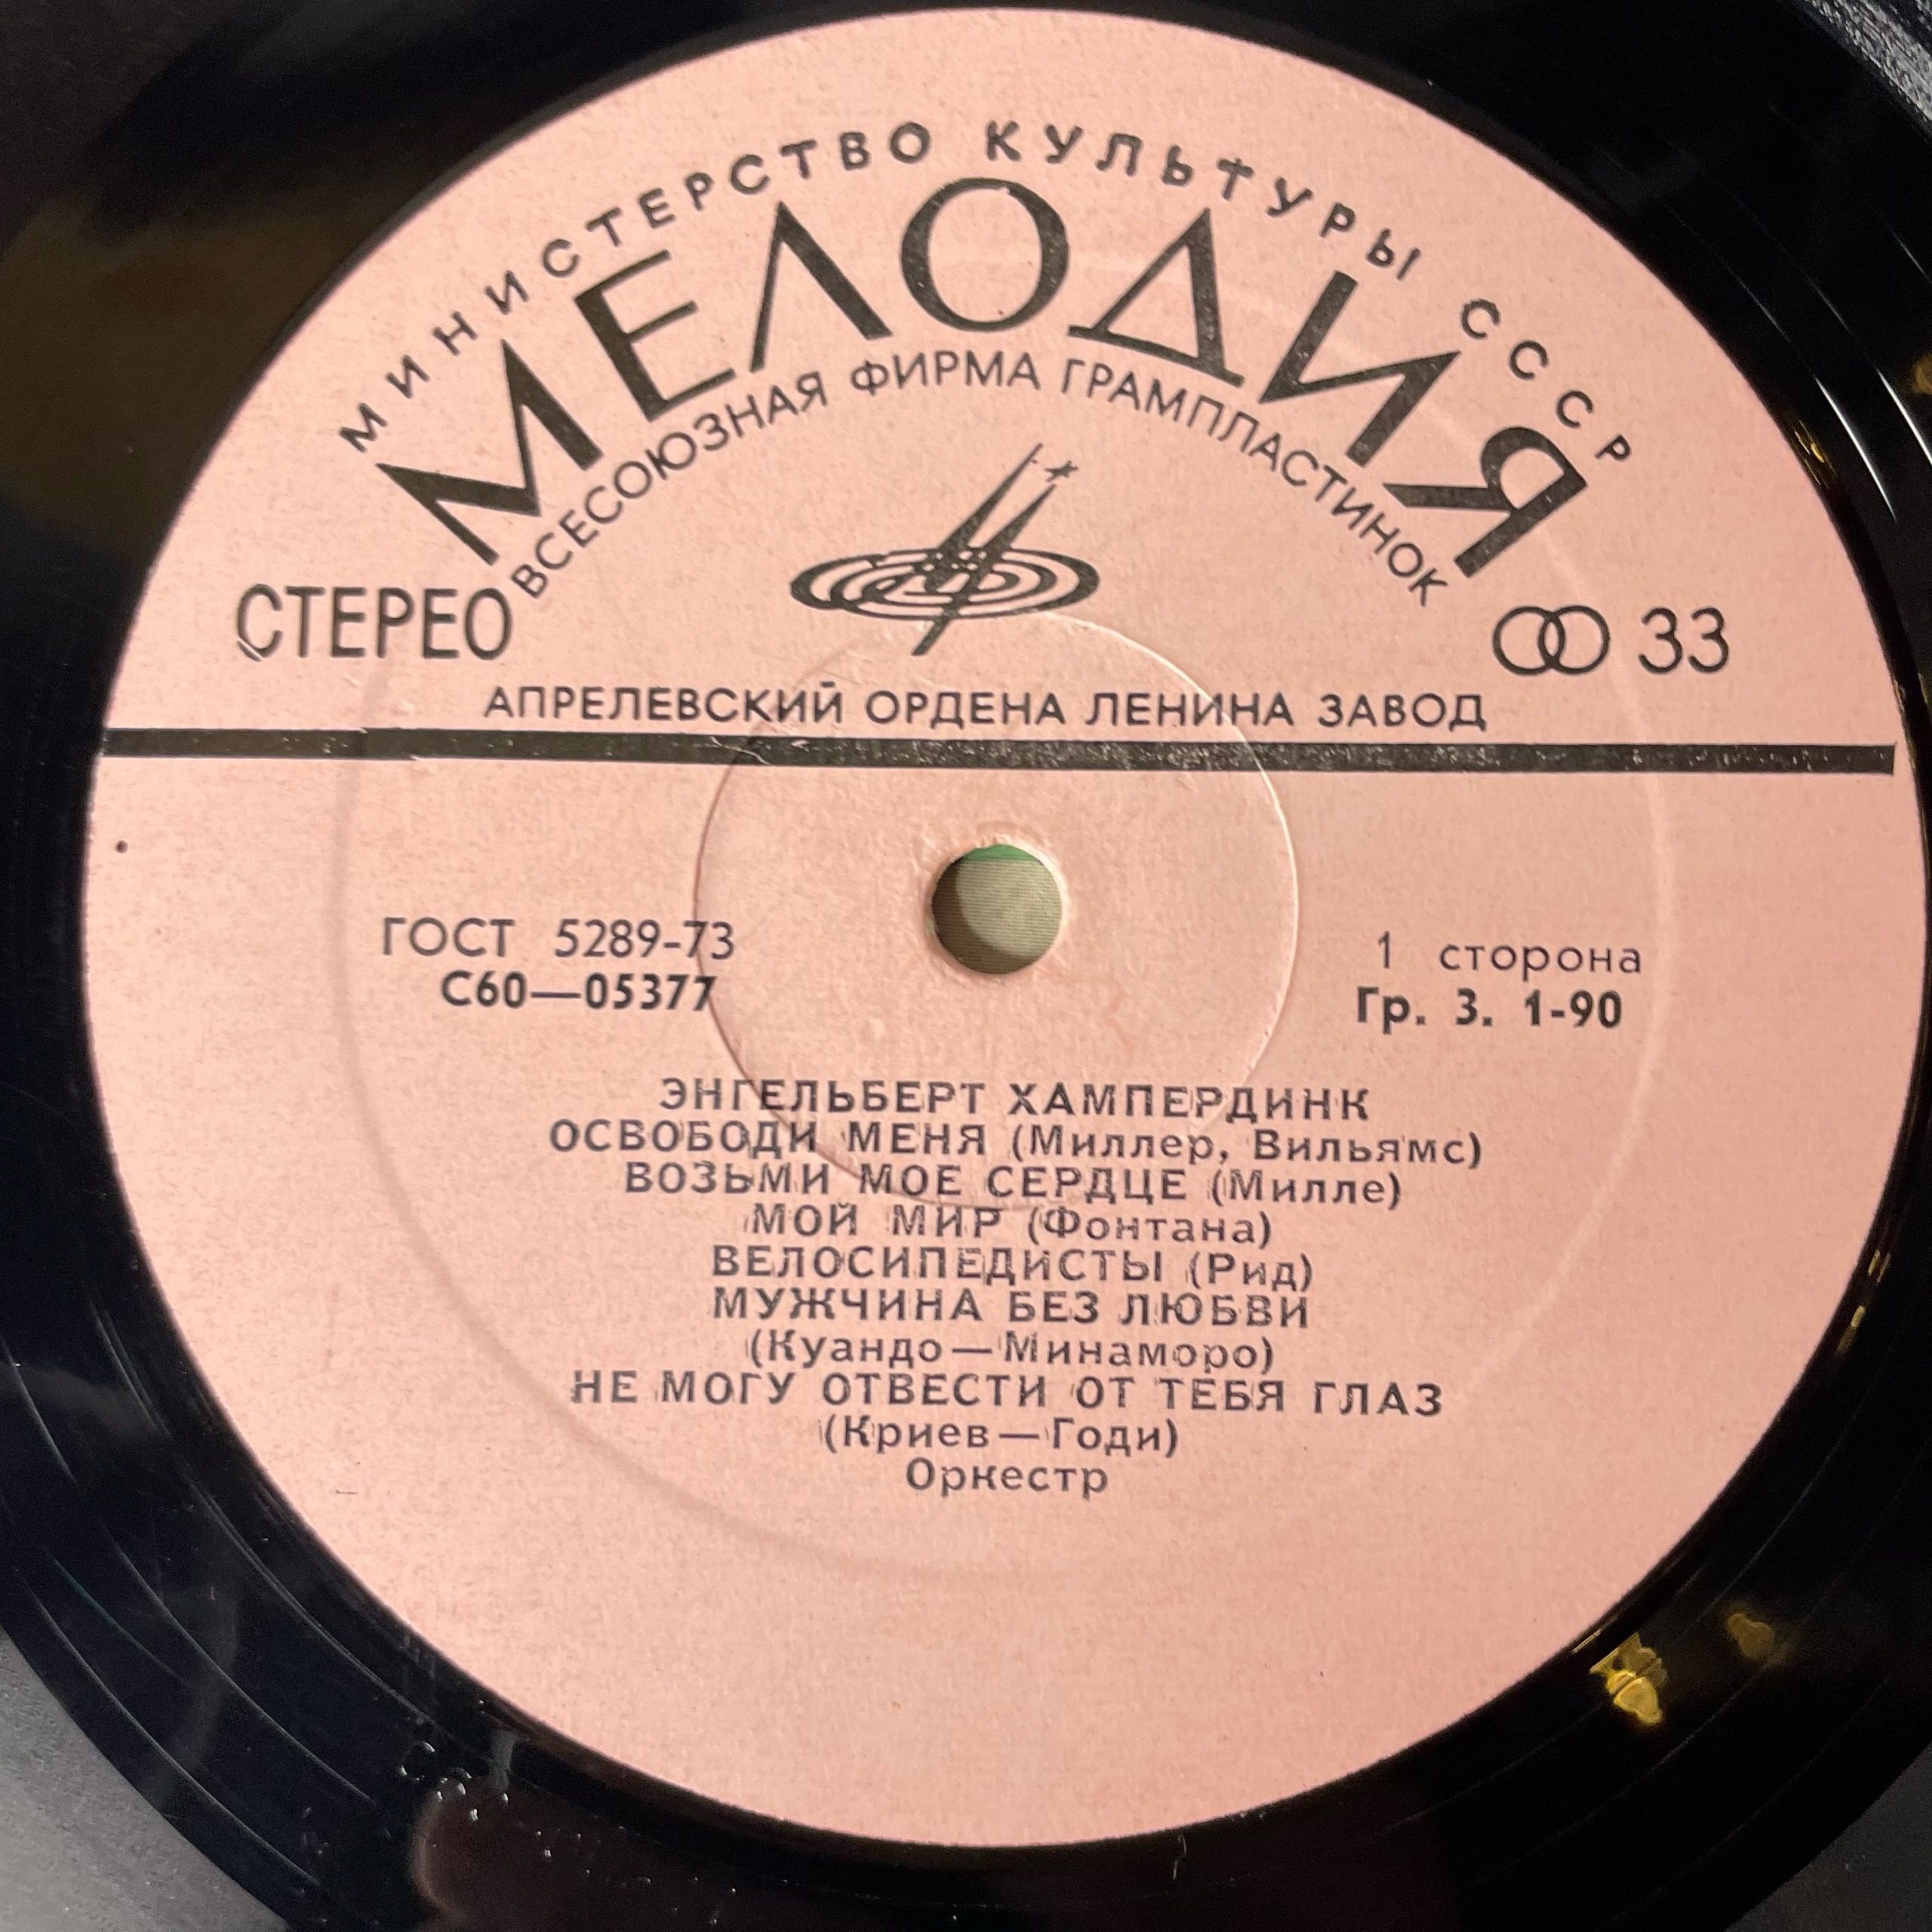 МИНИСТЕРСТВО КУЛЬТУРЫ СССР
МЕЛОДИЯ
ВСЕСОЮЗНАЯ ФИРМА ГРАМПЛАСТИНОК
СТЕРЕО
33
АПРЕЛЕВСКИЙ ОРДЕНА ЛЕНИНА ЗАВОД
ГОСТ 5289-73
С60—05377
1 сторона
Гр. 3. 1-90
ЭНГЕЛЬБЕРТ ХАМПЕРДИНК
ОСВОБОДИ МЕНЯ (Миллер, Вильямс)
ВОЗЬМИ МОЕ СЕРДЦЕ (Милле)
МОЙ МИР (Фонтана)
ВЕЛОСИПЕДИСТЫ (Рид)
МУЖЧИНА БЕЗ ЛЮБВИ
(Куандо—Минаморо)
НЕ МОГУ ОТВЕСТИ ОТ ТЕБЯ ГЛАЗ
(Криев—Годи)
Оркестр